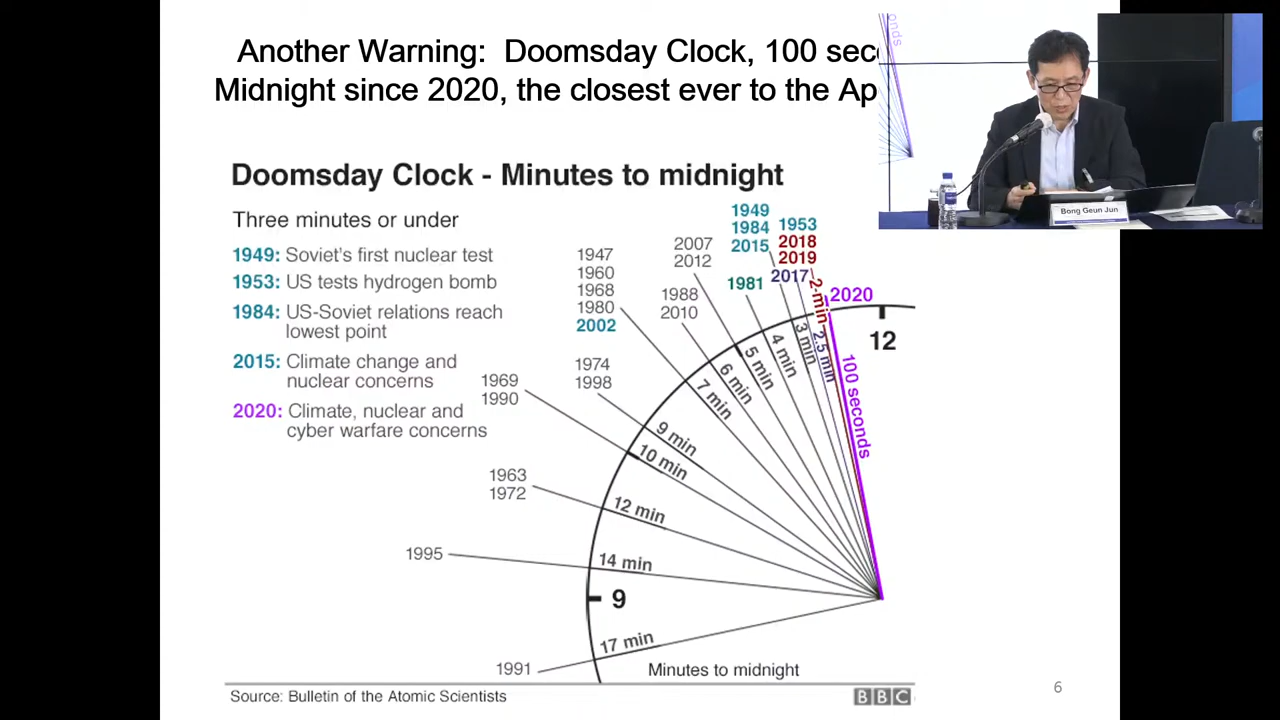 Another Warning: Doomsday Clock, 100
Midnight since 2020, the closest ever to the
Doomsday Clock - Minutes to midnight
Three minutes or under
1949: Soviet's first nuclear test
1953: US tests hydrogen bomb
1984: US-Soviet relations reach
lowest point
2015: Climate change and
nuclear concerns
2020: Climate, nuclear and
cyber warfare concerns
1991
17 min
9
1995
14 min
1963
1972
12 min
1969
1990
10 min
1974
1998
9 min
1947
1960
1968
1980
2002
7 min
1988
2010
6 min
2007
2012
5 min
1981
4 min
1949
1984
2015
3 min
2017
2.5 min
1953
2018
2019
2-min
2020
100 seconds
12
Minutes to midnight
Source: Bulletin of the Atomic Scientists
BBC
6
Bong Geun Jun